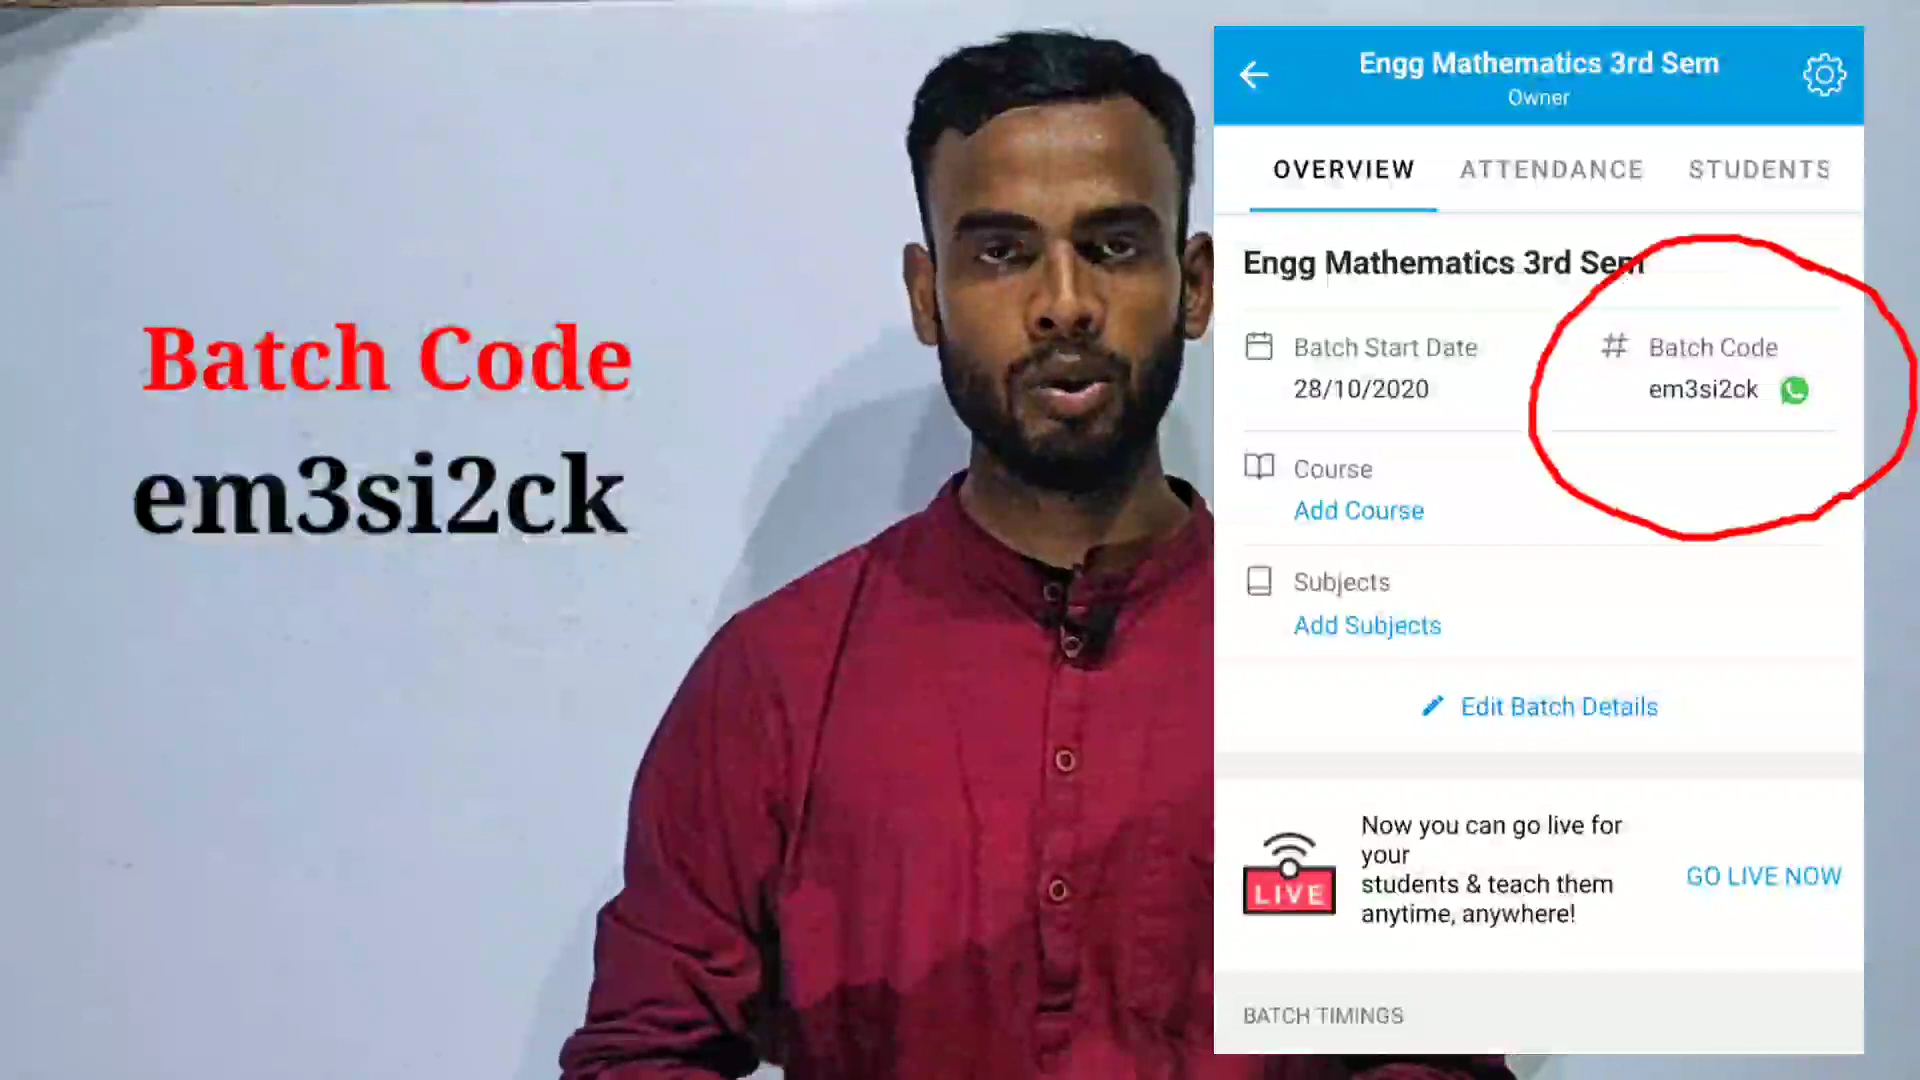 Batch Code
em3si2ck
Engg Mathematics 3rd Sem
Owner
OVERVIEW ATTENDANCE STUDENTS
Engg Mathematics 3rd Sem
Batch Start Date
28/10/2020
# Batch Code
em3si2ck
Course
Add Course
Subjects
Add Subjects
Edit Batch Details
LIVE
Now you can go live for
your
students & teach them
anytime, anywhere!
GO LIVE NOW
BATCH TIMINGS